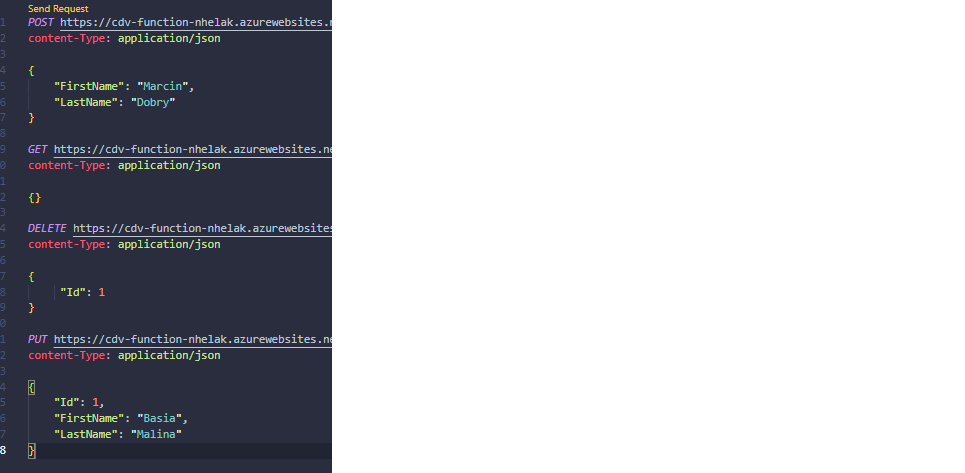 Send Request
1 POST https://cdv-function-nhelak.azurewebsites.
2 content-Type: application/json
3
4 {
5 "FirstName": "Marcin",
6 "LastName": "Dobry"
7 }
8
9 GET https://cdv-function-nhelak.azurewebsites.ne
0 content-Type: application/json
1
2 {}
3
4 DELETE https://cdv-function-nhelak.azurewebsites
5 content-Type: application/json
6
7 {
8 "Id": 1
9 }
0
1 PUT https://cdv-function-nhelak.azurewebsites.ne
2 content-Type: application/json
3
4 {
5 "Id": 1,
6 "FirstName": "Basia",
7 "LastName": "Malina"
8 }